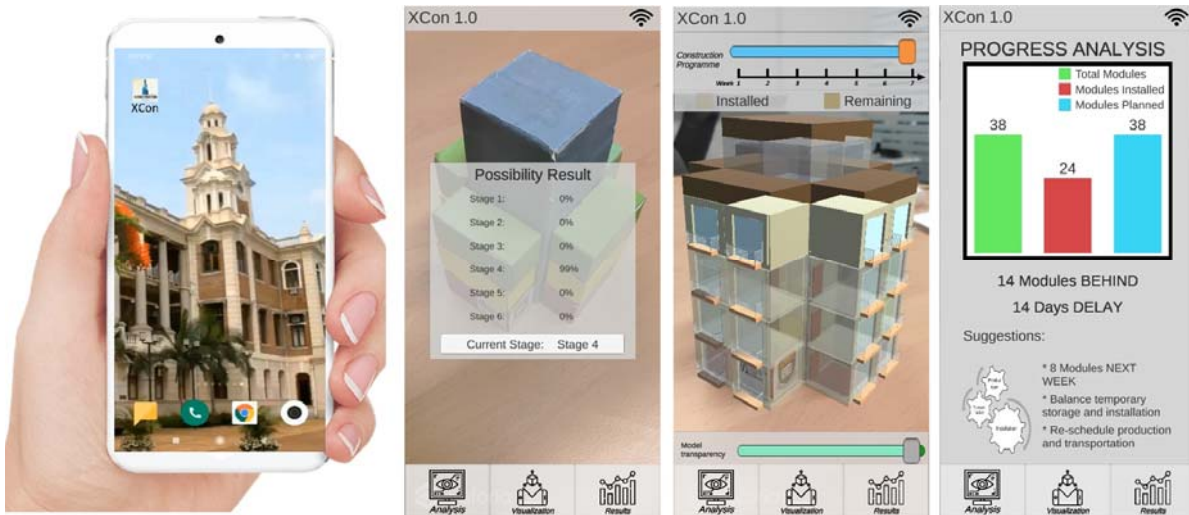 XCon
XCon 1.0
Possibility Result
Stage 1: 0%
Stage 2: 0%
Stage 3: 0%
Stage 4: 99%
Stage 5: 0%
Stage 6: 0%
Current Stage: Stage 4
Analysis
Visualization
Results
XCon 1.0
Construction
Programme
Week 1 2 3 4 5 6 7
Installed
Remaining
Model
transparency
Analysis
Visualization
Results
XCon 1.0
PROGRESS ANALYSIS
Total Modules
Modules Installed
Modules Planned
38
24
38
14 Modules BEHIND
14 Days DELAY
Suggestions:
* 8 Modules NEXT
WEEK
* Balance temporary
storage and installation
* Re-schedule production
and transportation
Analysis
Visualization
Results